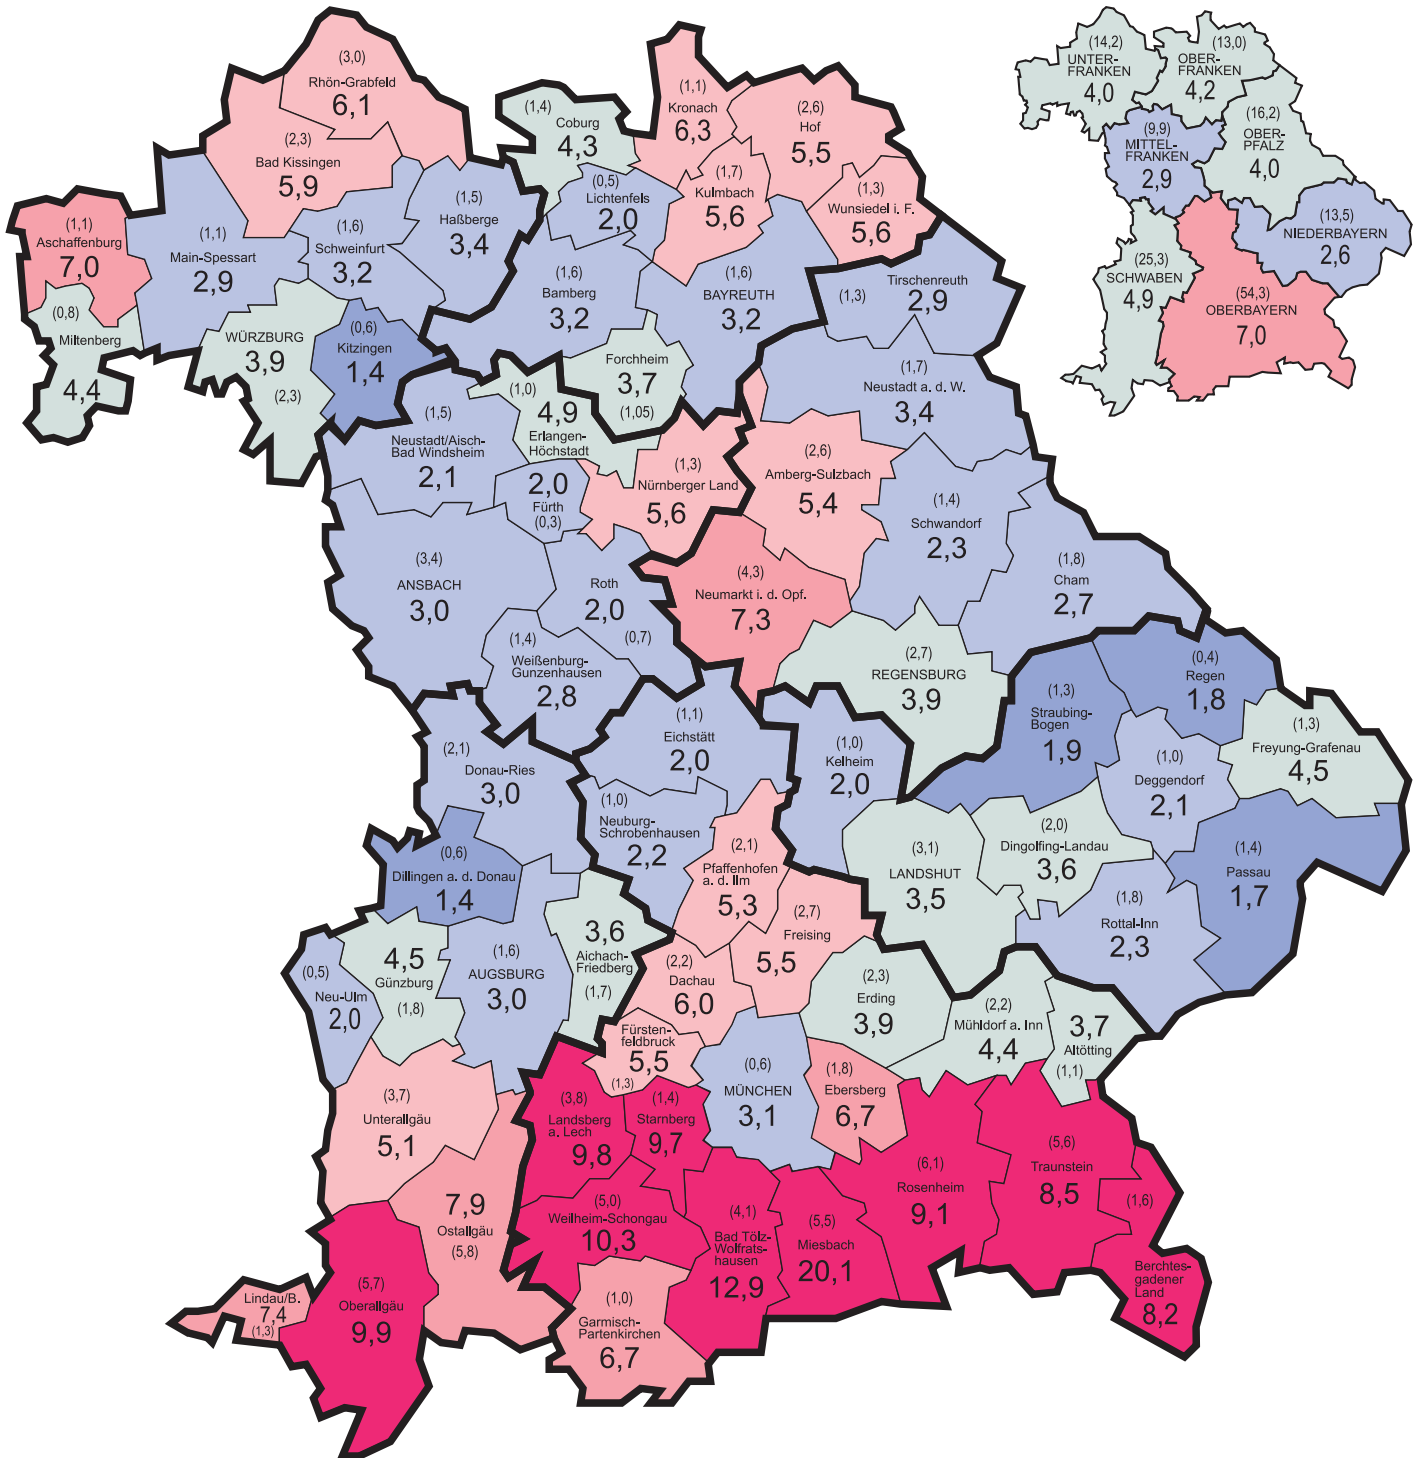 (3,0)
Rhön-Grabfeld
6,1
(2,3)
Bad Kissingen
5,9
(1,1)
Aschaffenburg
7,0
(0,8)
Miltenberg
4,4
(1,1)
Main-Spessart
2,9
(1,6)
Schweinfurt
3,2
(1,5)
Haßberge
3,4
WÜRZBURG
3,9
(2,3)
(0,6)
Kitzingen
1,4
(1,4)
Coburg
4,3
(1,1)
Kronach
6,3
(2,6)
Hof
5,5
(0,5)
Lichtenfels
2,0
(1,7)
Kulmbach
5,6
(1,3)
Wunsiedel i. F.
5,6
(1,6)
Bamberg
3,2
(1,6)
BAYREUTH
3,2
Forchheim
3,7
(1,05)
(1,3)
Tirschenreuth
2,9
(1,7)
Neustadt a. d. W.
3,4
(2,6)
Amberg-Sulzbach
5,4
(1,4)
Schwandorf
2,3
(1,8)
Cham
2,7
(4,3)
Neumarkt i. d. Opf.
7,3
(2,7)
REGENSBURG
3,9
(1,5)
Neustadt/Aisch-
Bad Windsheim
2,1
(1,0)
4,9
Erlangen-
Höchstadt
2,0
Fürth
(0,3)
(1,3)
Nürnberger Land
5,6
(3,4)
ANSBACH
3,0
Roth
2,0
(0,7)
(1,4)
Weißenburg-
Gunzenhausen
2,8
(1,3)
Straubing-
Bogen
1,9
(0,4)
Regen
1,8
(1,3)
Freyung-Grafenau
4,5
(1,0)
Deggendorf
2,1
(1,0)
Kelheim
2,0
(3,1)
LANDSHUT
3,5
(2,0)
Dingolfing-Landau
3,6
(1,4)
Passau
1,7
(1,8)
Rottal-Inn
2,3
(2,1)
Donau-Ries
3,0
(0,6)
Dillingen a. d. Donau
1,4
(0,5)
Neu-Ulm
2,0
4,5
Günzburg
(1,8)
(1,6)
AUGSBURG
3,0
3,6
Aichach-
Friedberg
(1,7)
(3,7)
Unterallgäu
5,1
7,9
Ostallgäu
(5,8)
Lindau/B.
7,4
(1,3)
(5,7)
Oberallgäu
9,9
(1,1)
Eichstätt
2,0
(1,0)
Neuburg-
Schrobenhausen
2,2
(2,1)
Pfaffenhofen
a. d. Ilm
5,3
(2,7)
Freising
5,5
(2,2)
Dachau
6,0
(2,3)
Erding
3,9
(2,2)
Mühldorf a. Inn
4,4
3,7
Altötting
(1,1)
Fürsten-
feldbruck
5,5
(1,3)
(0,6)
MÜNCHEN
3,1
(1,8)
Ebersberg
6,7
(3,8)
Landsberg
a. Lech
9,8
(1,4)
Starnberg
9,7
(5,0)
Weilheim-Schongau
10,3
(4,1)
Bad Tölz-
Wolfrats-
hausen
12,9
(5,5)
Miesbach
20,1
(6,1)
Rosenheim
9,1
(5,6)
Traunstein
8,5
(1,6)
Berchtes-
gadener
Land
8,2
(1,0)
Garmisch-
Partenkirchen
6,7
(14,2)
UNTER-
FRANKEN
4,0
(13,0)
OBER-
FRANKEN
4,2
(9,9)
MITTEL-
FRANKEN
2,9
(16,2)
OBER-
PFALZ
4,0
(13,5)
NIEDERBAYERN
2,6
(25,3)
SCHWABEN
4,9
(54,3)
OBERBAYERN
7,0